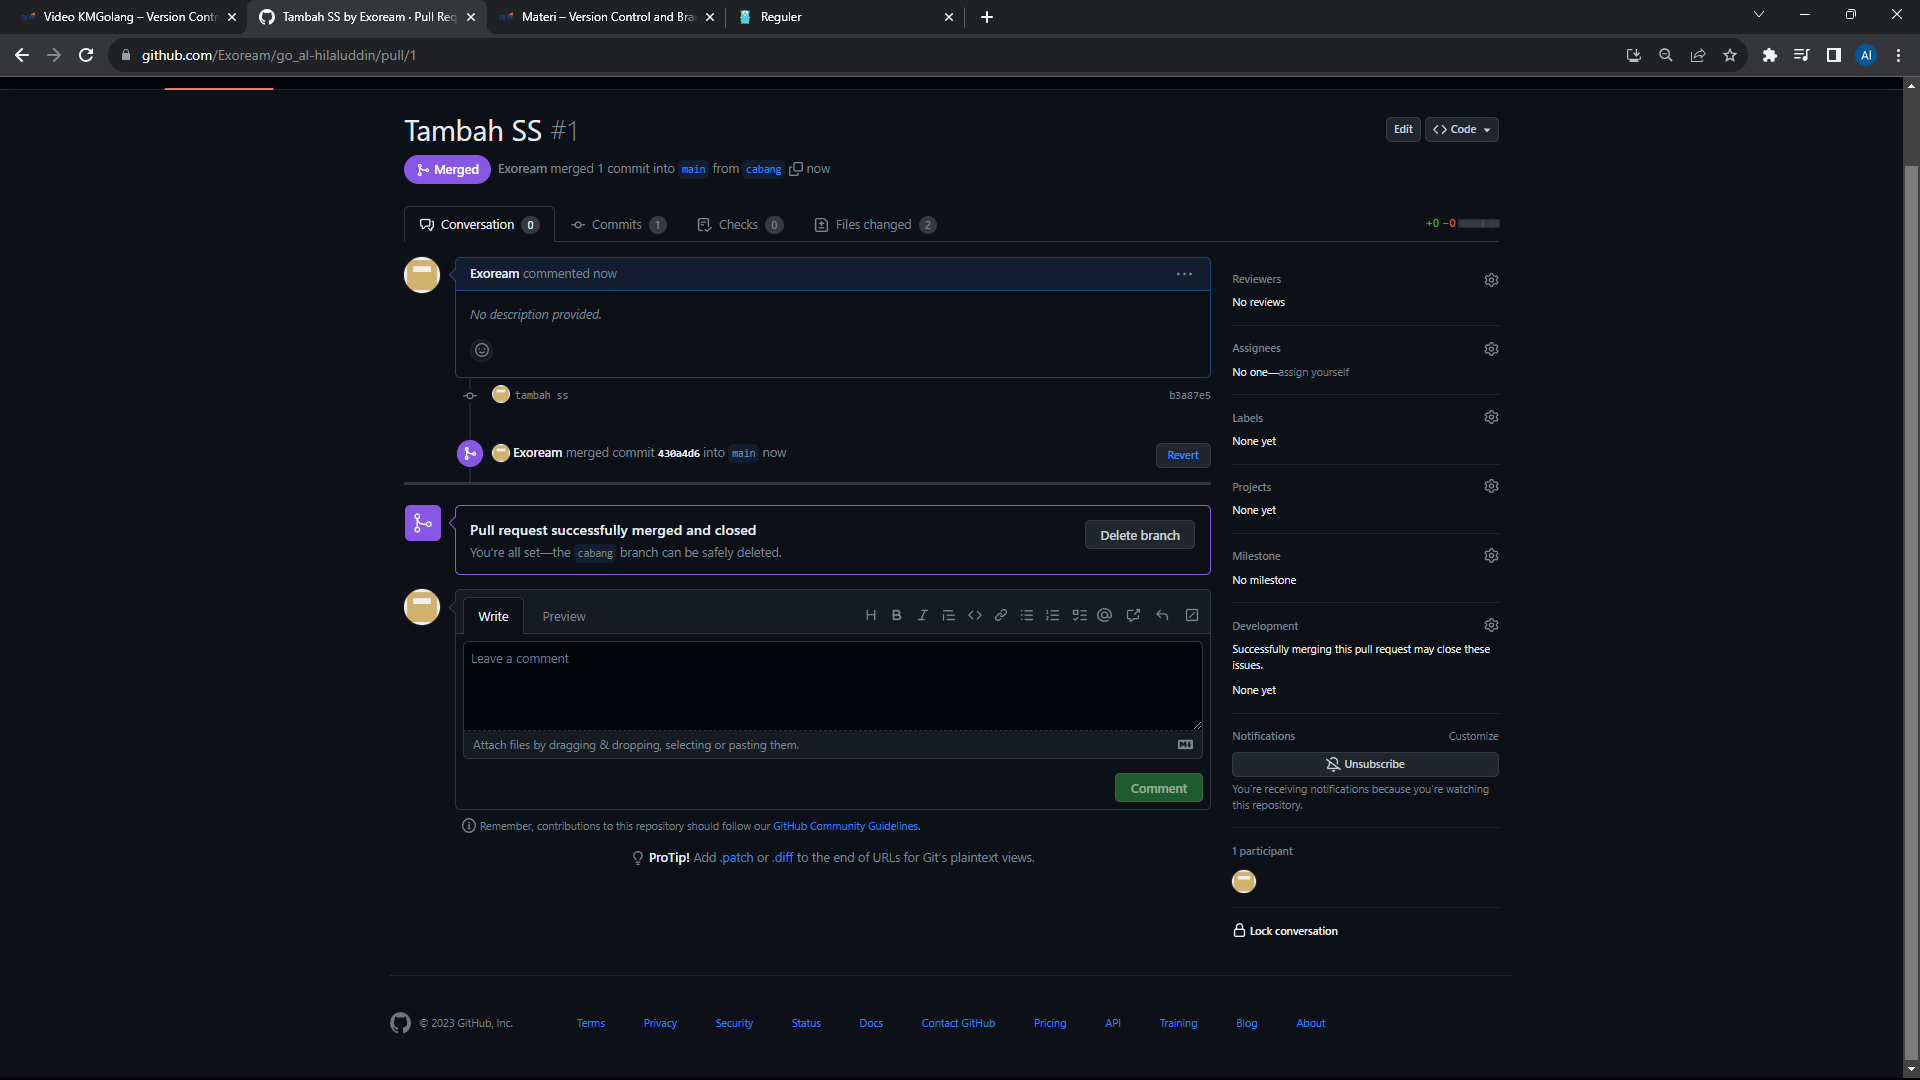 Video KMGolang – Version Contr
Tambah SS by Exoream · Pull Req
Materi – Version Control and Bra
Reguler
github.com/Exoream/go_al-hilaluddin/pull/1
AI
Tambah SS #1
Edit
<> Code
Merged
Exoream merged 1 commit into main from cabang now
Conversation 0
Commits 1
Checks 0
Files changed 2
+0 −0
Exoream commented now
No description provided.
tambah ss
b3a87e5
Exoream merged commit 430a4d6 into main now
Revert
Pull request successfully merged and closed
You're all set—the cabang branch can be safely deleted.
Delete branch
Write
Preview
Leave a comment
Attach files by dragging & dropping, selecting or pasting them.
Comment
Remember, contributions to this repository should follow our GitHub Community Guidelines.
ProTip! Add .patch or .diff to the end of URLs for Git's plaintext views.
Reviewers
No reviews
Assignees
No one—assign yourself
Labels
None yet
Projects
None yet
Milestone
No milestone
Development
Successfully merging this pull request may close these
issues.
None yet
Notifications
Customize
Unsubscribe
You're receiving notifications because you're watching
this repository.
1 participant
Lock conversation
© 2023 GitHub, Inc.
Terms
Privacy
Security
Status
Docs
Contact GitHub
Pricing
API
Training
Blog
About